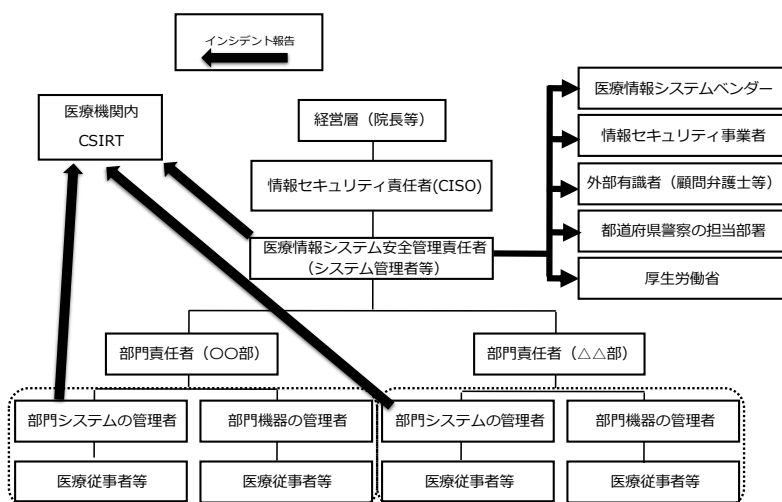 インシデント報告
医療機関内
CSIRT
経営層（院長等）
情報セキュリティ責任者(CISO)
医療情報システム安全管理責任者
（システム管理者等）
医療情報システムベンダー
情報セキュリティ事業者
外部有識者（顧問弁護士等）
都道府県警察の担当部署
厚生労働省
部門責任者（〇〇部）
部門責任者（△△部）
部門システムの管理者
部門機器の管理者
部門システムの管理者
部門機器の管理者
医療従事者等
医療従事者等
医療従事者等
医療従事者等